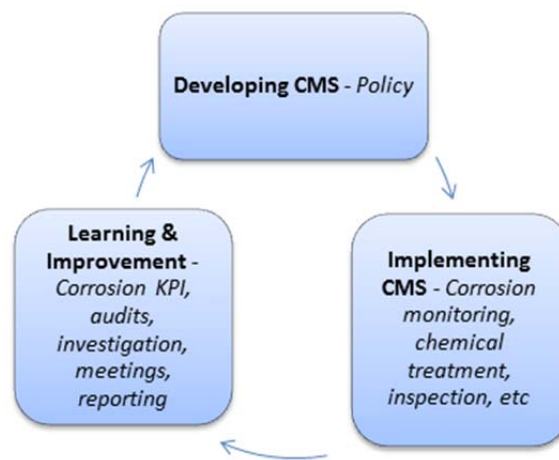 Developing CMS - Policy
Learning &
Improvement -
Corrosion KPI,
audits,
investigation,
meetings,
reporting
Implementing
CMS - Corrosion
monitoring,
chemical
treatment,
inspection, etc